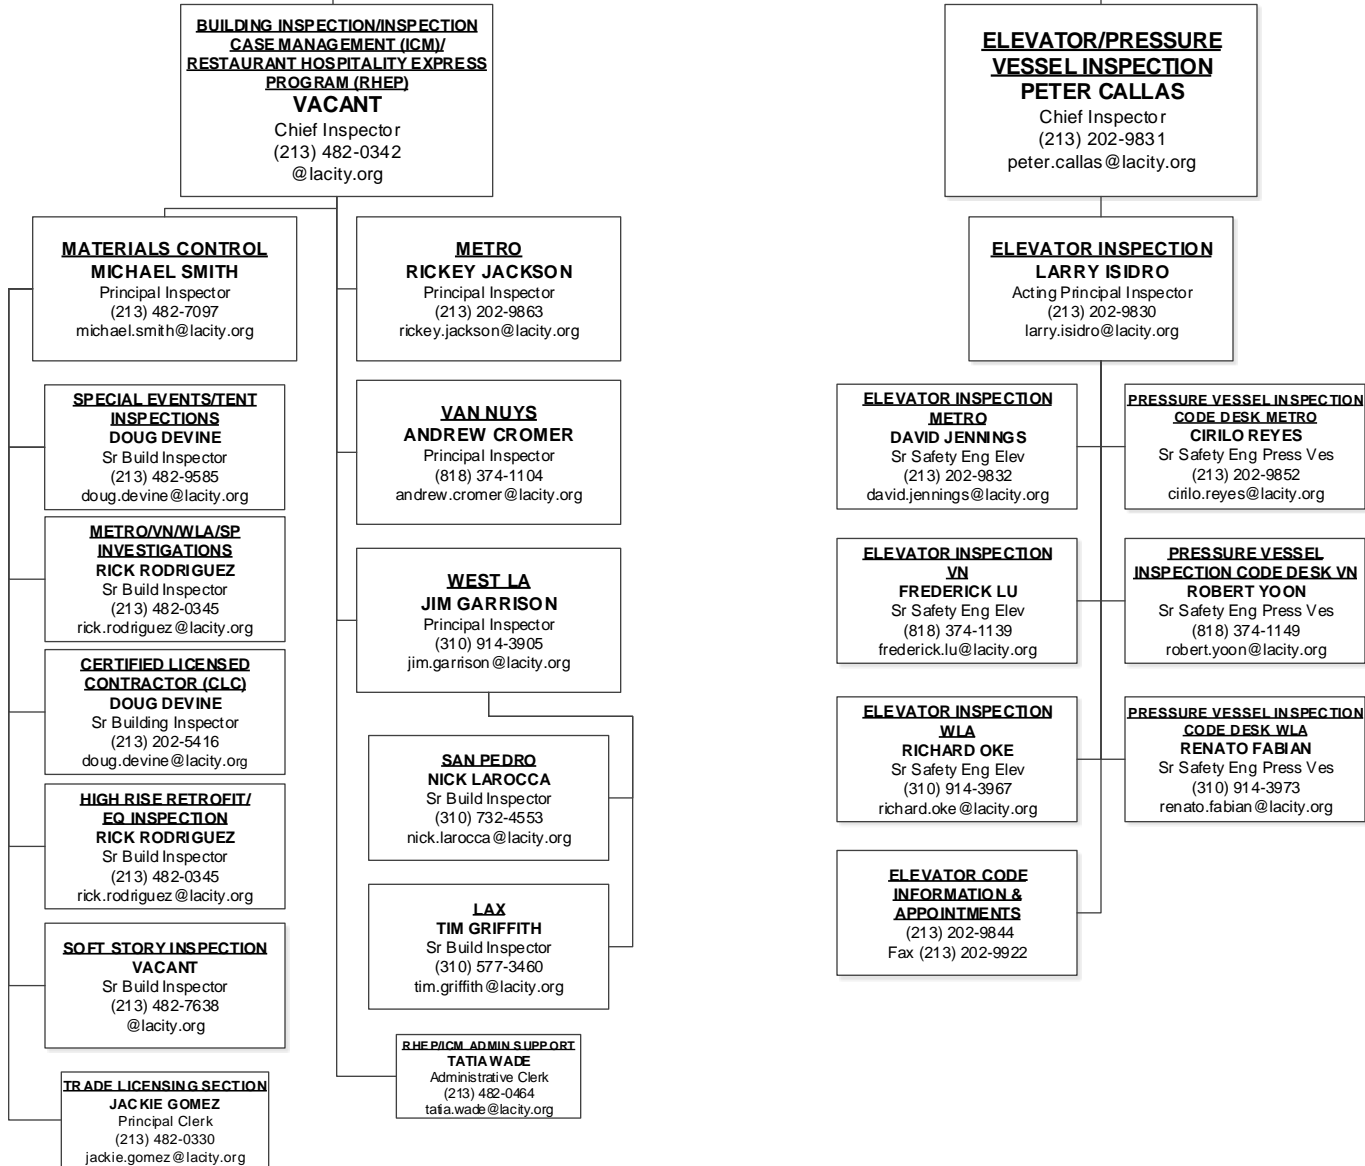 BUILDING INSPECTION/INSPECTION
CASE MANAGEMENT (ICM)/
RESTAURANT HOSPITALITY EXPRESS
PROGRAM (RHEP)
VACANT
Chief Inspector
(213) 482-0342
@lacity.org
MATERIALS CONTROL
MICHAEL SMITH
Principal Inspector
(213) 482-7097
michael.smith@lacity.org
SPECIAL EVENTS/TENT
INSPECTIONS
DOUG DEVINE
Sr Build Inspector
(213) 482-9585
doug.devine@lacity.org
METRO/VN/WLA/SP
INVESTIGATIONS
RICK RODRIGUEZ
Sr Build Inspector
(213) 482-0345
rick.rodriguez@lacity.org
CERTIFIED LICENSED
CONTRACTOR (CLC)
DOUG DEVINE
Sr Building Inspector
(213) 202-5416
doug.devine@lacity.org
HIGH RISE RETROFIT/
EQ INSPECTION
RICK RODRIGUEZ
Sr Build Inspector
(213) 482-0345
rick.rodriguez@lacity.org
SOFT STORY INSPECTION
VACANT
Sr Build Inspector
(213) 482-7638
@lacity.org
TRADE LICENSING SECTION
JACKIE GOMEZ
Principal Clerk
(213) 482-0330
jackie.gomez@lacity.org
METRO
RICKEY JACKSON
Principal Inspector
(213) 202-9863
rickey.jackson@lacity.org
VAN NUYS
ANDREW CROMER
Principal Inspector
(818) 374-1104
andrew.cromer@lacity.org
WEST LA
JIM GARRISON
Principal Inspector
(310) 914-3905
jim.garrison@lacity.org
SAN PEDRO
NICK LAROCCA
Sr Build Inspector
(310) 732-4553
nick.larocca@lacity.org
LAX
TIM GRIFFITH
Sr Build Inspector
(310) 577-3460
tim.griffith@lacity.org
RHEP/ICM ADMIN SUPPORT
TATIA WADE
Administrative Clerk
(213) 482-0464
tatia.wade@lacity.org
ELEVATOR/PRESSURE
VESSEL INSPECTION
PETER CALLAS
Chief Inspector
(213) 202-9831
peter.callas@lacity.org
ELEVATOR INSPECTION
LARRY ISIDRO
Acting Principal Inspector
(213) 202-9830
larry.isidro@lacity.org
ELEVATOR INSPECTION
METRO
DAVID JENNINGS
Sr Safety Eng Elev
(213) 202-9832
david.jennings@lacity.org
PRESSURE VESSEL INSPECTION
CODE DESK METRO
CIRILO REYES
Sr Safety Eng Press Ves
(213) 202-9852
cirilo.reyes@lacity.org
ELEVATOR INSPECTION
VN
FREDERICK LU
Sr Safety Eng Elev
(818) 374-1139
frederick.lu@lacity.org
PRESSURE VESSEL
INSPECTION CODE DESK VN
ROBERT YOON
Sr Safety Eng Press Ves
(818) 374-1149
robert.yoon@lacity.org
ELEVATOR INSPECTION
WLA
RICHARD OKE
Sr Safety Eng Elev
(310) 914-3967
richard.oke@lacity.org
PRESSURE VESSEL INSPECTION
CODE DESK WLA
RENATO FABIAN
Sr Safety Eng Press Ves
(310) 914-3973
renato.fabian@lacity.org
ELEVATOR CODE
INFORMATION &
APPOINTMENTS
(213) 202-9844
Fax (213) 202-9922